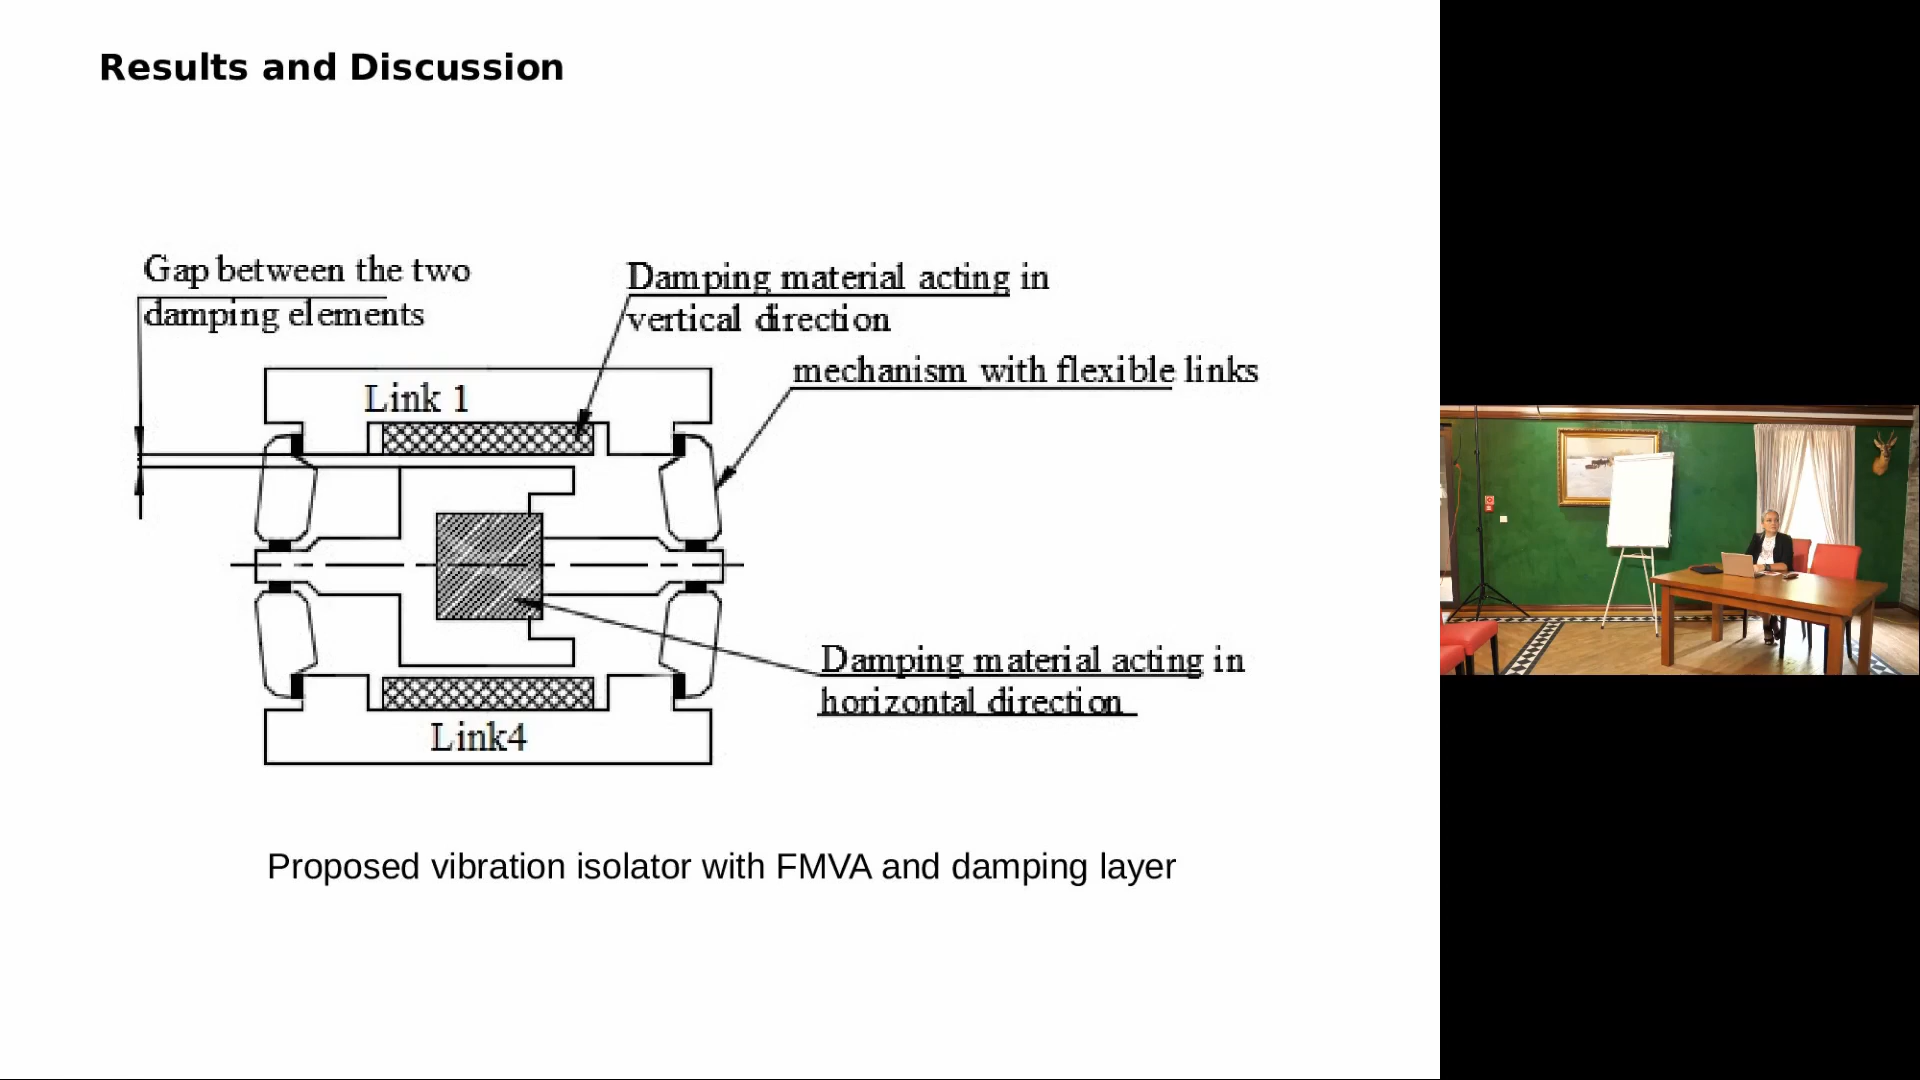 Results and Discussion
Gap between the two
damping elements
Damping material acting in
vertical direction
mechanism with flexible links
Link 1
Damping material acting in
horizontal direction
Link4
Proposed vibration isolator with FMVA and damping layer